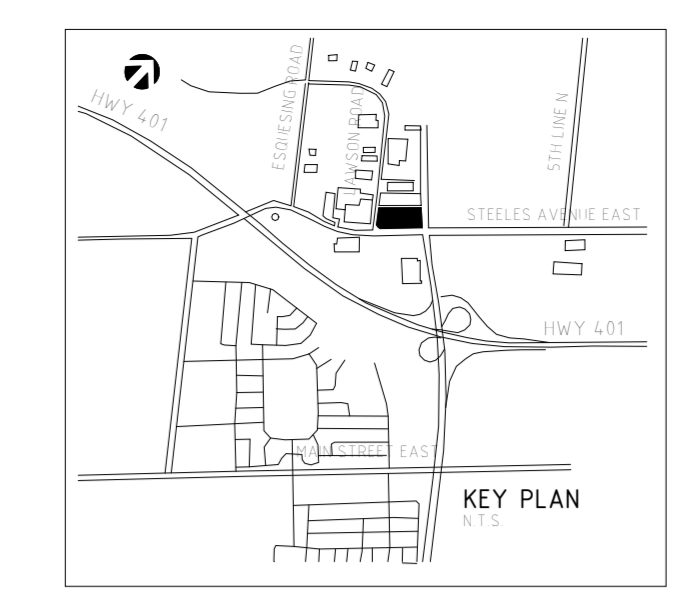 HWY 401
ESQUESING ROAD
LAWSON ROAD
5TH LINE N
STEELES AVENUE EAST
HWY 401
MAIN STREET EAST
KEY PLAN
N.T.S.